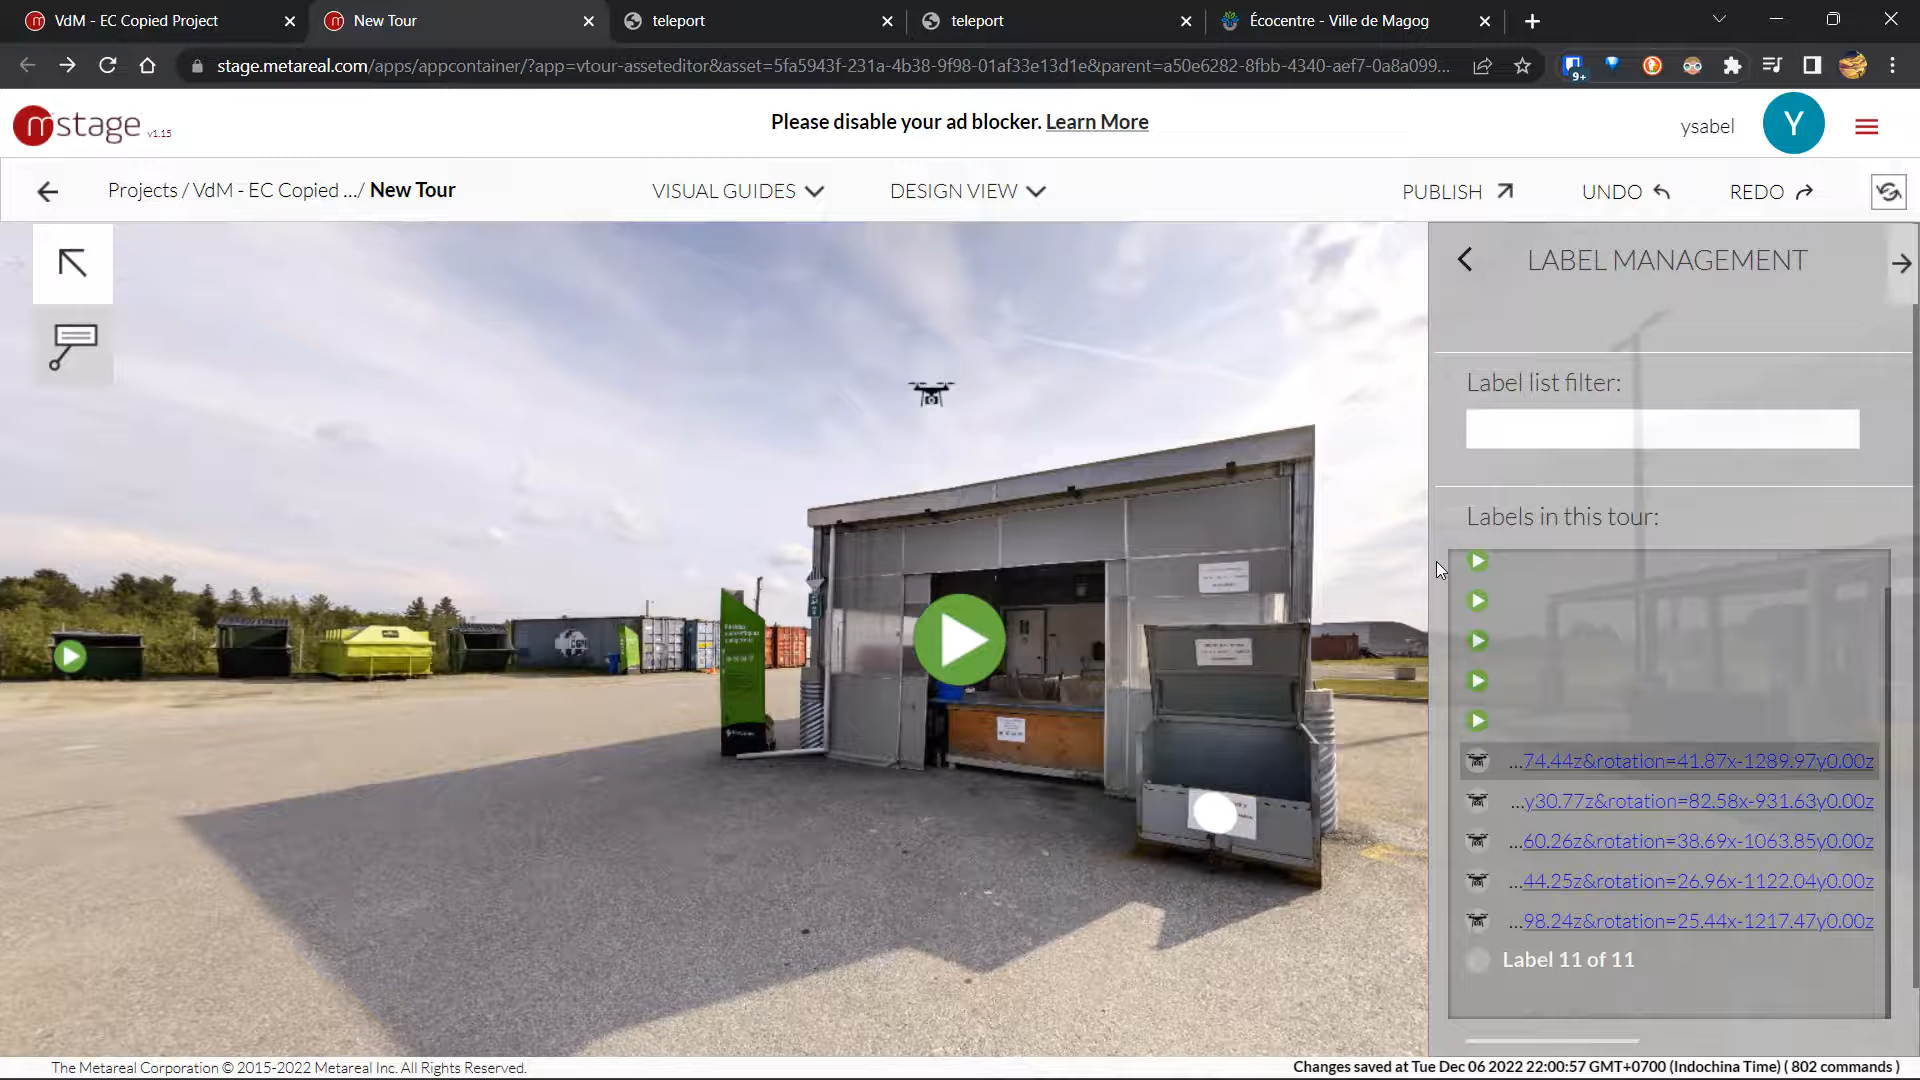 VdM - EC Copied Project
New Tour
teleport
teleport
Écocentre - Ville de Magog
stage.metareal.com/apps/appcontainer/?app=vtour-asseteditor&asset=5fa5943f-231a-4b38-9f98-01af33e13d1e&parent=a50e6282-8fbb-4340-aef7-0a8a099...
9+
mstage v1.15
Please disable your ad blocker. Learn More
ysabel
Y
Projects / VdM - EC Copied .../ New Tour
VISUAL GUIDES
DESIGN VIEW
PUBLISH
UNDO
REDO
LABEL MANAGEMENT
Label list filter:
Labels in this tour:
...74.44z&rotation=41.87x-1289.97y0.00z
...y30.77z&rotation=82.58x-931.63y0.00z
...60.26z&rotation=38.69x-1063.85y0.00z
...44.25z&rotation=26.96x-1122.04y0.00z
...98.24z&rotation=25.44x-1217.47y0.00z
Label 11 of 11
The Metareal Corporation © 2015-2022 Metareal Inc. All Rights Reserved.
Changes saved at Tue Dec 06 2022 22:00:57 GMT+0700 (Indochina Time) ( 802 commands )